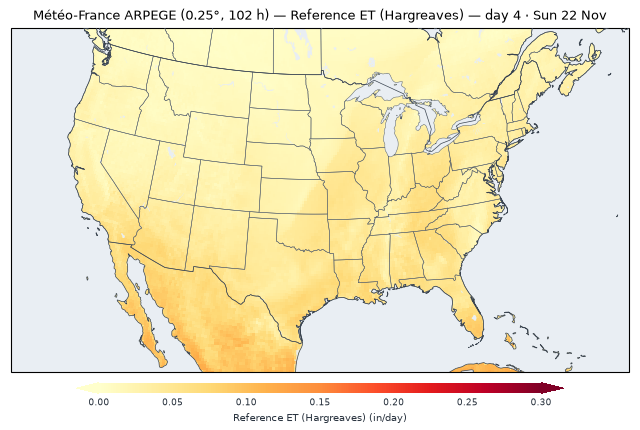 Météo-France ARPEGE (0.25°, 102 h) — Reference ET (Hargreaves) — day 4 · Sun 22 Nov
0.00 0.05 0.10 0.15 0.20 0.25 0.30
Reference ET (Hargreaves) (in/day)